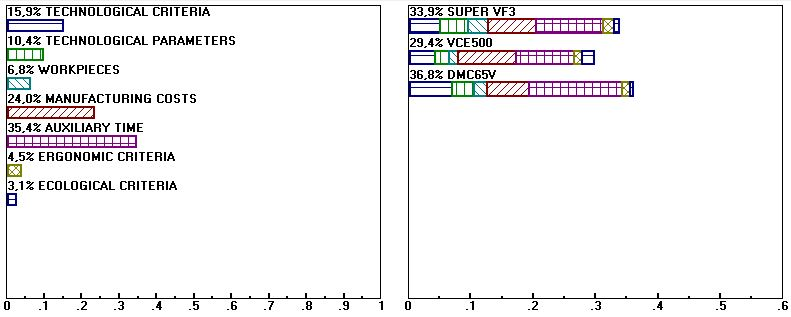 15,9% TECHNOLOGICAL CRITERIA
10,4% TECHNOLOGICAL PARAMETERS
6,8% WORKPIECES
24,0% MANUFACTURING COSTS
35,4% AUXILIARY TIME
4,5% ERGONOMIC CRITERIA
3,1% ECOLOGICAL CRITERIA
0 .1 .2 .3 .4 .5 .6 .7 .8 .9 1
33,9% SUPER VF3
29,4% VCE500
36,8% DMC65V
0 .1 .2 .3 .4 .5 .6